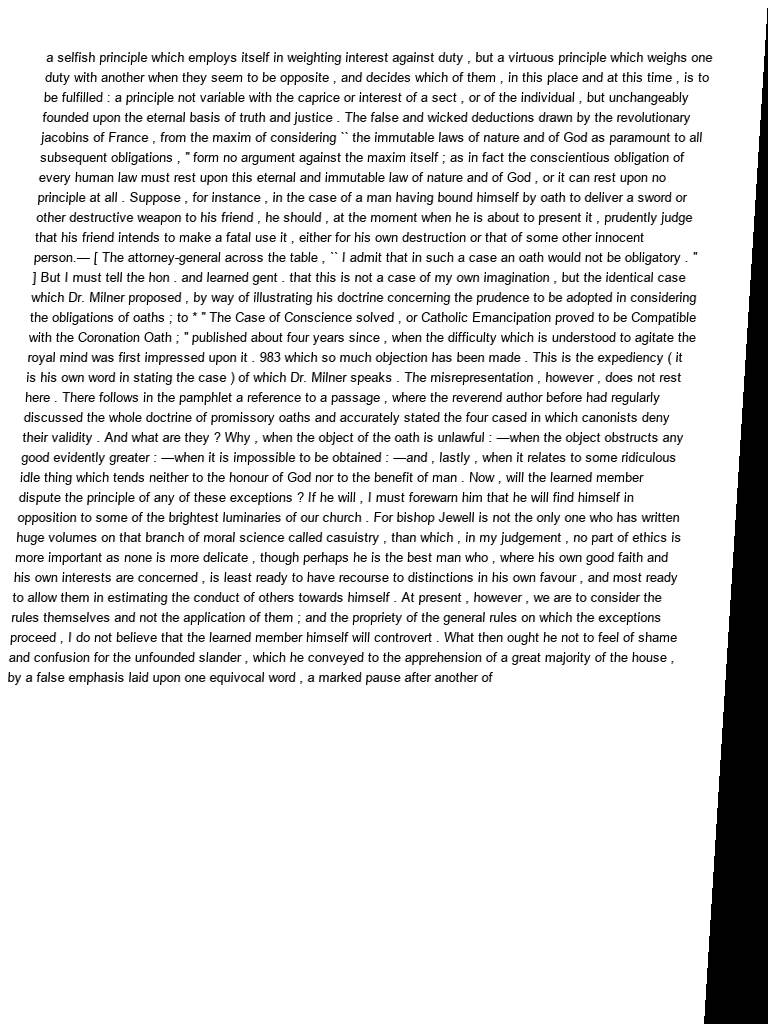 a selfish principle which employs itself in weighting interest against duty , but a virtuous principle which weighs one
duty with another when they seem to be opposite , and decides which of them , in this place and at this time , is to
be fulfilled : a principle not variable with the caprice or interest of a sect , or of the individual , but unchangeably
founded upon the eternal basis of truth and justice . The false and wicked deductions drawn by the revolutionary
jacobins of France , from the maxim of considering `` the immutable laws of nature and of God as paramount to all
subsequent obligations , " form no argument against the maxim itself ; as in fact the conscientious obligation of
every human law must rest upon this eternal and immutable law of nature and of God , or it can rest upon no
principle at all . Suppose , for instance , in the case of a man having bound himself by oath to deliver a sword or
other destructive weapon to his friend , he should , at the moment when he is about to present it , prudently judge
that his friend intends to make a fatal use it , either for his own destruction or that of some other innocent
person.— [ The attorney-general across the table , `` I admit that in such a case an oath would not be obligatory . "
] But I must tell the hon . and learned gent . that this is not a case of my own imagination , but the identical case
which Dr. Milner proposed , by way of illustrating his doctrine concerning the prudence to be adopted in considering
the obligations of oaths ; to * " The Case of Conscience solved , or Catholic Emancipation proved to be Compatible
with the Coronation Oath ; " published about four years since , when the difficulty which is understood to agitate the
royal mind was first impressed upon it . 983 which so much objection has been made . This is the expediency ( it
is his own word in stating the case ) of which Dr. Milner speaks . The misrepresentation , however , does not rest
here . There follows in the pamphlet a reference to a passage , where the reverend author before had regularly
discussed the whole doctrine of promissory oaths and accurately stated the four cased in which canonists deny
their validity . And what are they ? Why , when the object of the oath is unlawful : —when the object obstructs any
good evidently greater : —when it is impossible to be obtained : —and , lastly , when it relates to some ridiculous
idle thing which tends neither to the honour of God nor to the benefit of man . Now , will the learned member
dispute the principle of any of these exceptions ? If he will , I must forewarn him that he will find himself in
opposition to some of the brightest luminaries of our church . For bishop Jewell is not the only one who has written
huge volumes on that branch of moral science called casuistry , than which , in my judgement , no part of ethics is
more important as none is more delicate , though perhaps he is the best man who , where his own good faith and
his own interests are concerned , is least ready to have recourse to distinctions in his own favour , and most ready
to allow them in estimating the conduct of others towards himself . At present , however , we are to consider the
rules themselves and not the application of them ; and the propriety of the general rules on which the exceptions
proceed , I do not believe that the learned member himself will controvert . What then ought he not to feel of shame
and confusion for the unfounded slander , which he conveyed to the apprehension of a great majority of the house ,
by a false emphasis laid upon one equivocal word , a marked pause after another of